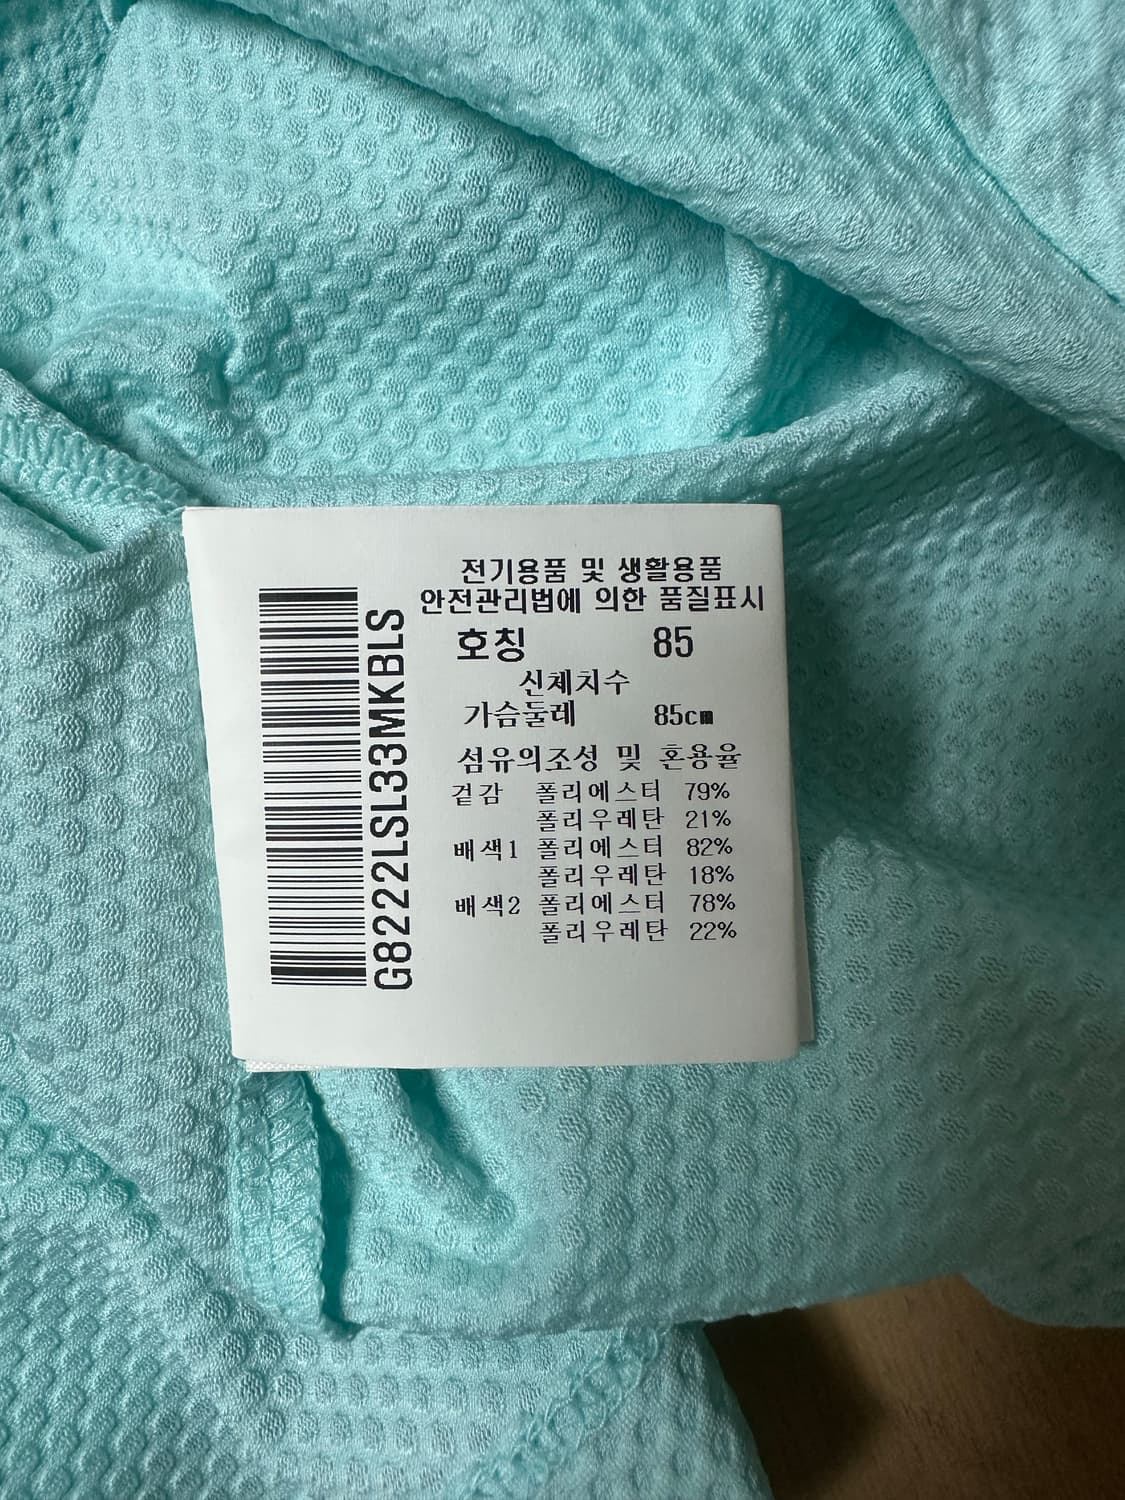 전기용품 및 생활용품
안전관리법에 의한 품질표시
호칭 85
신체치수
가슴둘레 85cm
섬유의조성 및 혼용율
겉감 폴리에스터 79%
폴리우레탄 21%
배색1 폴리에스터 82%
폴리우레탄 18%
배색2 폴리에스터 78%
폴리우레탄 22%
G8222LSL33MKBLS